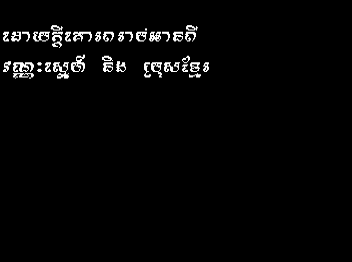 ដោយក្តីគោរពរាប់អានពី
វណ្ណៈស្នេហ៍ និង ប្រុសខ្មែរ